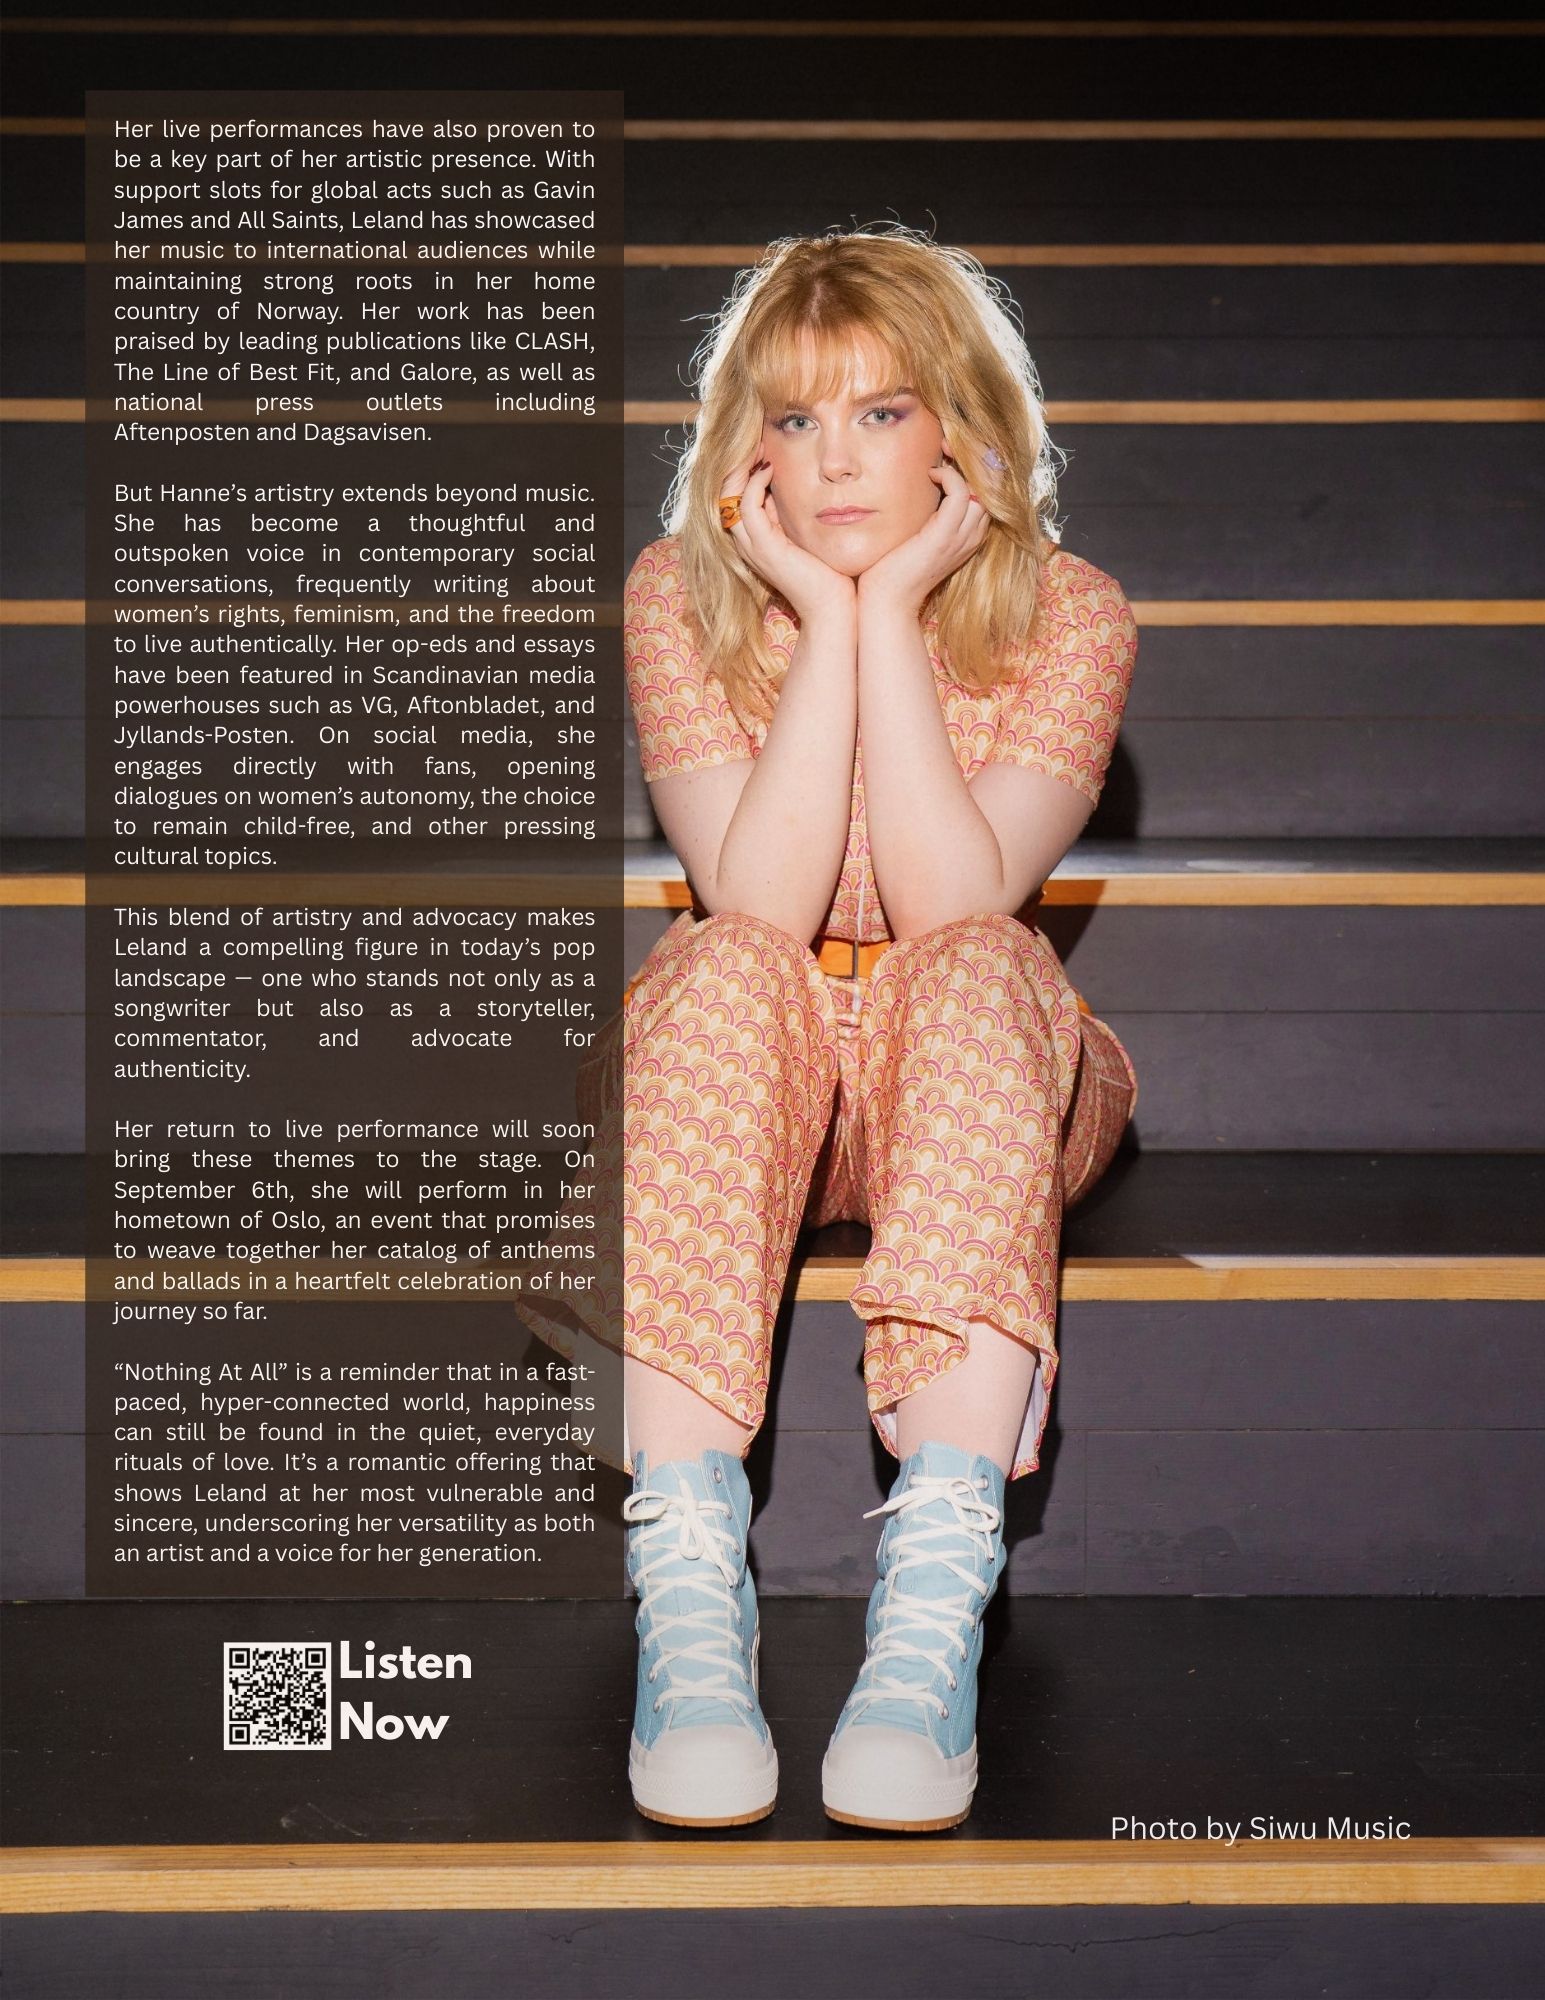 Her live performances have also proven to
be a key part of her artistic presence. With
support slots for global acts such as Gavin
James and All Saints, Leland has showcased
her music to international audiences while
maintaining strong roots in her home
country of Norway. Her work has been
praised by leading publications like CLASH,
The Line of Best Fit, and Galore, as well as
national press outlets including
Aftenposten and Dagsavisen.
But Hanne’s artistry extends beyond music.
She has become a thoughtful and
outspoken voice in contemporary social
conversations, frequently writing about
women’s rights, feminism, and the freedom
to live authentically. Her op-eds and essays
have been featured in Scandinavian media
powerhouses such as VG, Aftonbladet, and
Jyllands-Posten. On social media, she
engages directly with fans, opening
dialogues on women’s autonomy, the choice
to remain child-free, and other pressing
cultural topics.
This blend of artistry and advocacy makes
Leland a compelling figure in today’s pop
landscape — one who stands not only as a
songwriter but also as a storyteller,
commentator, and advocate for
authenticity.
Her return to live performance will soon
bring these themes to the stage. On
September 6th, she will perform in her
hometown of Oslo, an event that promises
to weave together her catalog of anthems
and ballads in a heartfelt celebration of her
journey so far.
“Nothing At All” is a reminder that in a fast-
paced, hyper-connected world, happiness
can still be found in the quiet, everyday
rituals of love. It’s a romantic offering that
shows Leland at her most vulnerable and
sincere, underscoring her versatility as both
an artist and a voice for her generation.
Listen
Now
Photo by Siwu Music